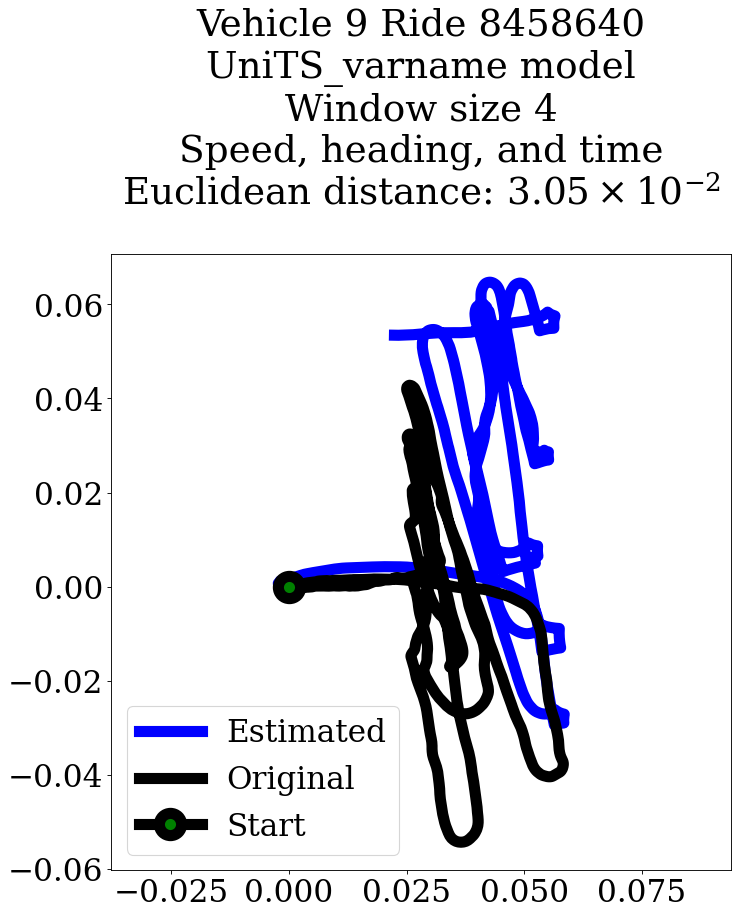 Vehicle 9 Ride 8458640
UniTS_varname model
Window size 4
Speed, heading, and time
Euclidean distance: 3.05 × 10⁻²
0.06
0.04
0.02
0.00
−0.02
−0.04
−0.06
Estimated
Original
Start
−0.025 0.000 0.025 0.050 0.075